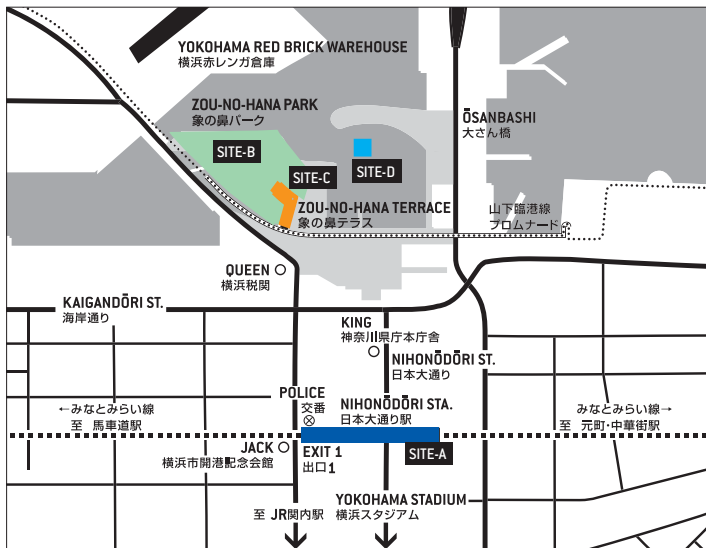 YOKOHAMA RED BRICK WAREHOUSE
横浜赤レンガ倉庫
ZOU-NO-HANA PARK
象の鼻パーク
ŌSANBASHI
大さん橋
SITE-B
SITE-C
SITE-D
ZOU-NO-HANA TERRACE
象の鼻テラス
山下臨港線
プロムナード
QUEEN
横浜税関
KAIGANDŌRI ST.
海岸通り
KING
神奈川県庁本庁舎
NIHONŌDŌRI ST.
日本大通り
POLICE
交番
NIHONŌDŌRI STA.
日本大通り駅
←みなとみらい線
至 馬車道駅
みなとみらい線→
至 元町・中華街駅
JACK
横浜市開港記念会館
EXIT 1
出口1
SITE-A
YOKOHAMA STADIUM
横浜スタジアム
至 JR関内駅